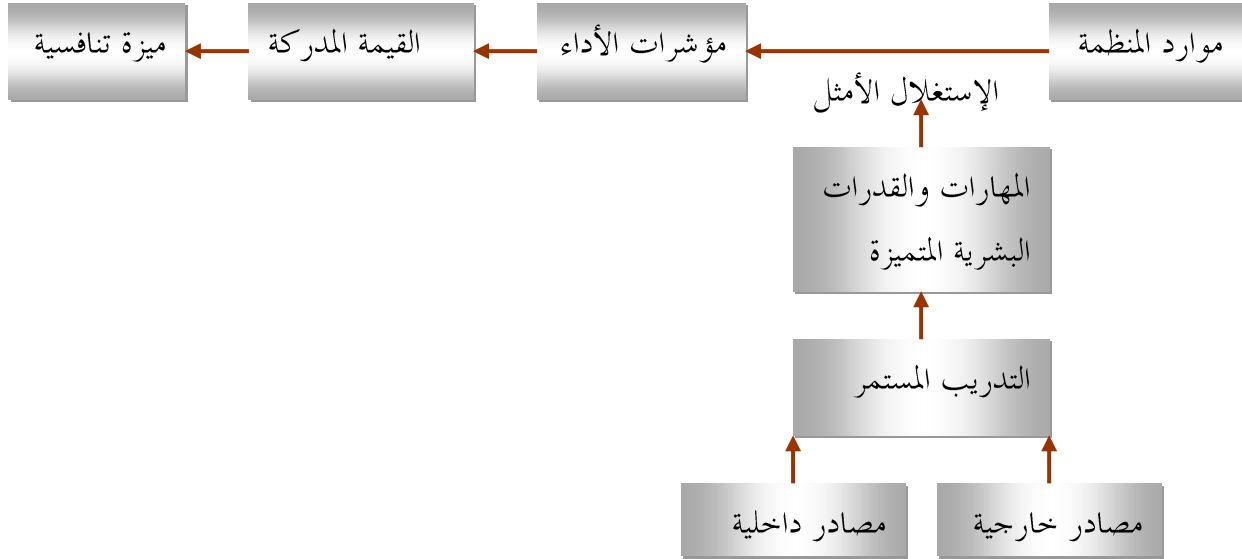 موارد المنظمة
مؤشرات الأداء
القيمة المدركة
ميزة تنافسية
الإستغلال الأمثل
المهارات والقدرات
البشرية المتميزة
التدريب المستمر
مصادر خارجية
مصادر داخلية